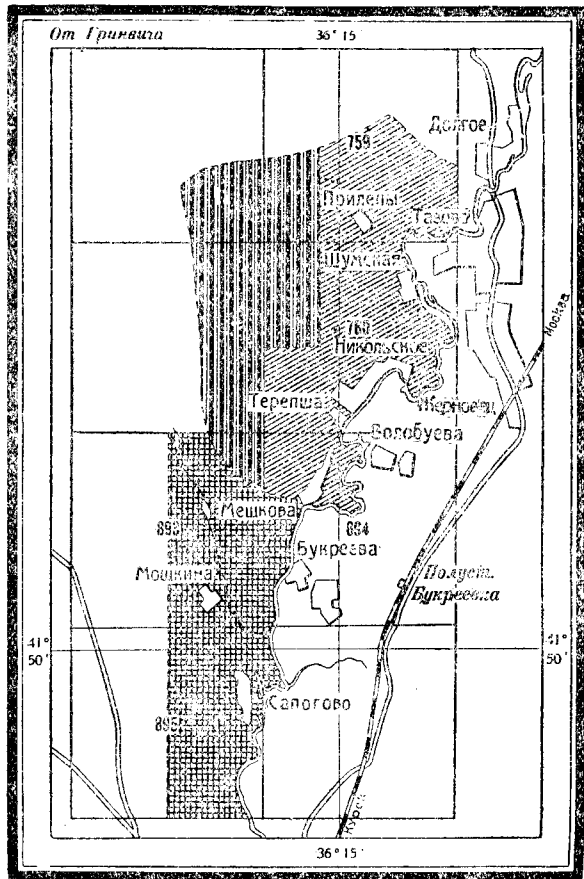 От Гринвича
36° 15'
Долгое
759
Прилепы
Тазово
Шумская
760
Никольское
Москва
Терепша
Жерновец
Волобуева
Мешкова
893
884
Букреева
Мошкина
Полуст.
Букреевка
41°
50'
41°
50'
Сапогово
895
Курск
36° 15'